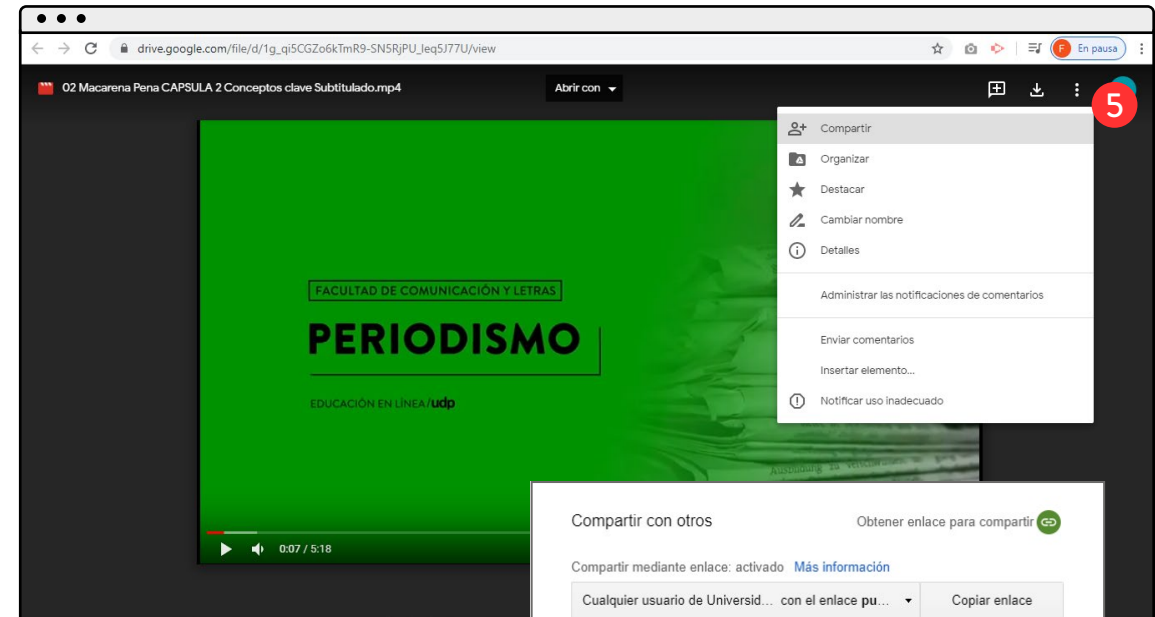 drive.google.com/file/d/1g_qi5CGZo6kTmR9-SN5RjPU_leq5J77U/view
F En pausa
02 Macarena Pena CAPSULA 2 Conceptos clave Subtitulado.mp4
Abrir con
5
Compartir
Organizar
Destacar
Cambiar nombre
Detalles
Administrar las notificaciones de comentarios
Enviar comentarios
Insertar elemento...
Notificar uso inadecuado
FACULTAD DE COMUNICACIÓN Y LETRAS
PERIODISMO
EDUCACIÓN EN LÍNEA/udp
0:07 / 5:18
Compartir con otros
Obtener enlace para compartir
Compartir mediante enlace: activado Más información
Cualquier usuario de Universid... con el enlace pu...
Copiar enlace